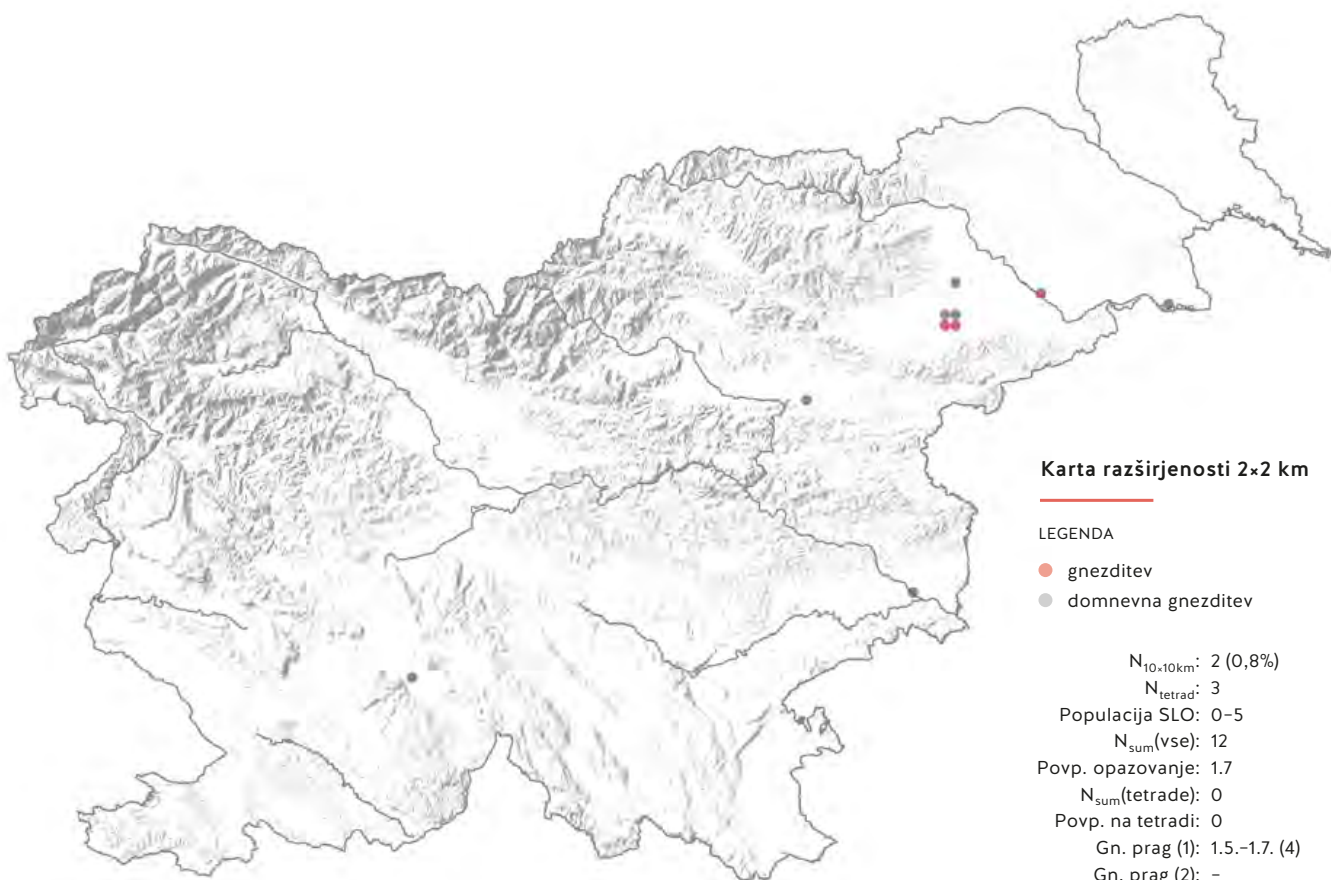 Karta razširjenosti 2×2 km
LEGENDA
gnezditev
domnevna gnezditev
N10×10km: 2 (0,8%)
Ntetrad: 3
Populacija SLO: 0–5
Nsum(vse): 12
Povp. opazovanje: 1.7
Nsum(tetrade): 0
Povp. na tetradi: 0
Gn. prag (1): 1.5.–1.7. (4)
Gn. prag (2): –